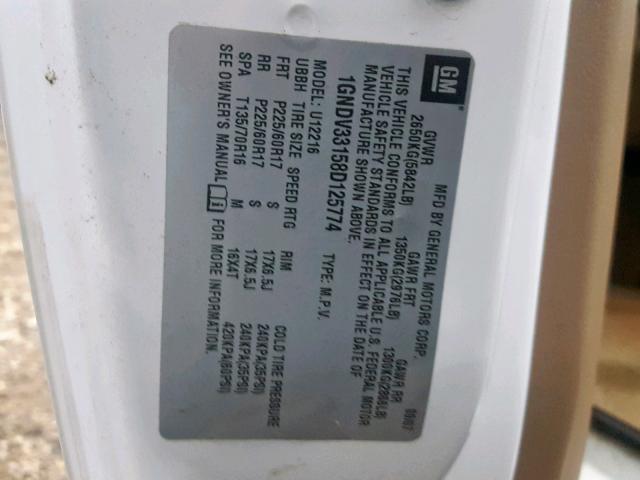 GM
MFD BY GENERAL MOTORS CORP. 09/07
GVWR GAWR FRT GAWR RR
2650KG(5842LB) 1350KG(2976LB) 1300KG(2866LB)
THIS VEHICLE CONFORMS TO ALL APPLICABLE U.S. FEDERAL MOTOR
VEHICLE SAFETY STANDARDS IN EFFECT ON THE DATE OF
MANUFACTURE SHOWN ABOVE.
1GNDV33158D125774 TYPE: M.P.V.
MODEL: U12216
UBBH TIRE SIZE SPEED RTG RIM COLD TIRE PRESSURE
FRT P225/60R17 S 17X6.5J 240KPA(35PSI)
RR P225/60R17 S 17X6.5J 240KPA(35PSI)
SPA T135/70R16 M 16X4T 420KPA(60PSI)
SEE OWNER'S MANUAL i FOR MORE INFORMATION.